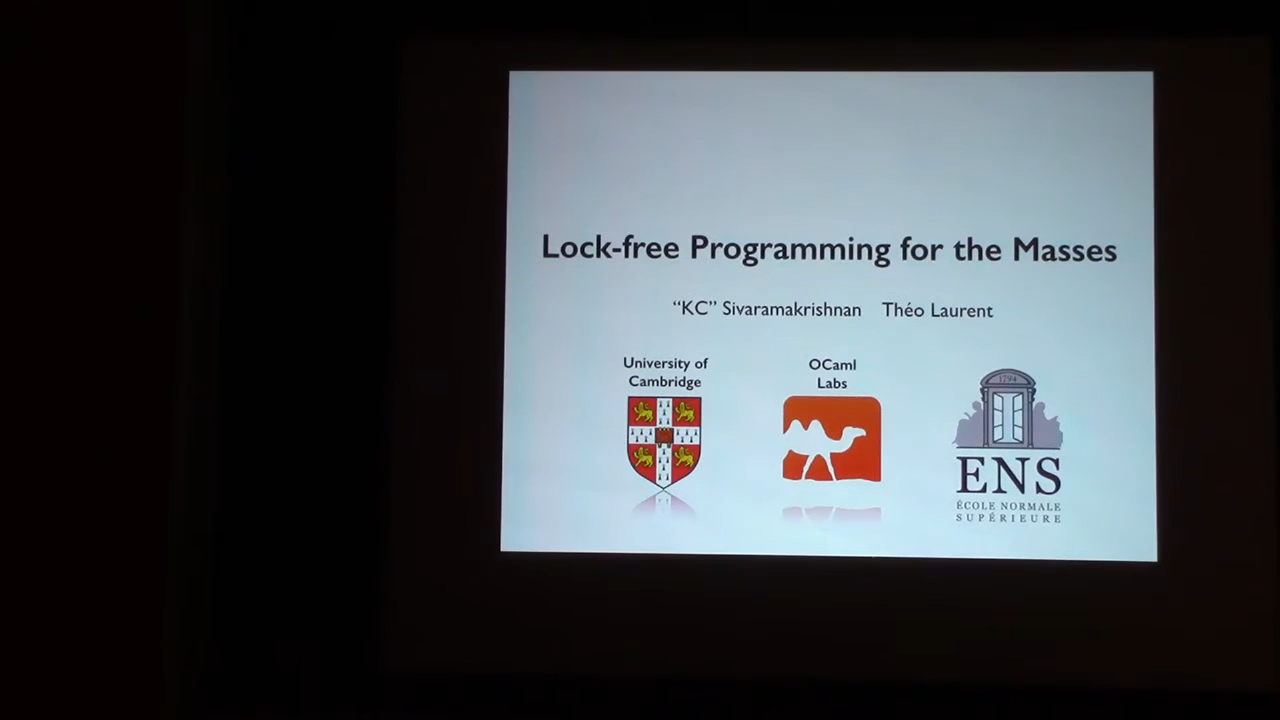 Lock-free Programming for the Masses
“KC” Sivaramakrishnan Théo Laurent
University of
Cambridge
OCaml
Labs
1794
ENS
ÉCOLE NORMALE
SUPÉRIEURE